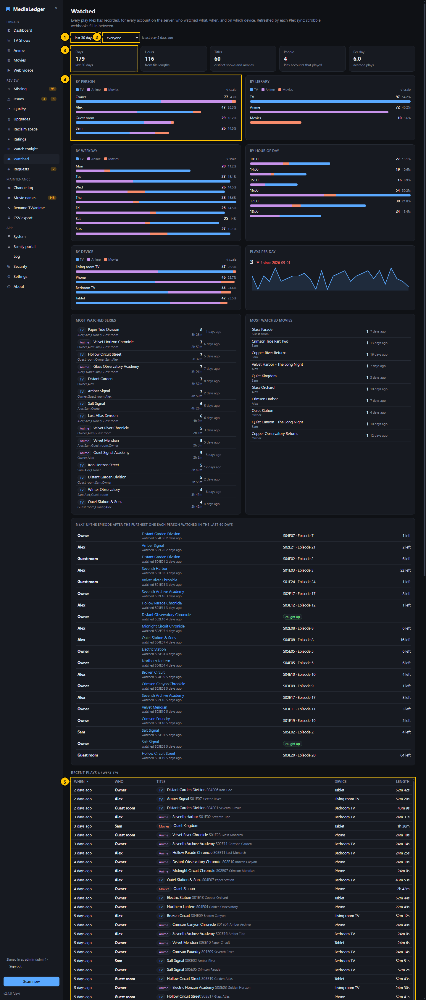 MediaLedger «
LIBRARY
Dashboard
TV Shows
Anime
Movies
Web videos
REVIEW
Missing 93
Issues 3 3
Quality
Upgrades
Reclaim space
Ratings
Watch tonight
Watched
Requests 2
MAINTENANCE
Change log
Movie names 148
Rename TV/anime
CSV export
APP
System
Family portal
Log
Security
Settings
About
Signed in as admin (admin) ·
Sign out
Scan now
v2.4.0 (dev)
Watched
Every play Plex has recorded, for every account on the server: who watched what, when, and on which device. Refreshed by each Plex sync; scrobble
webhooks fill in between.
1 last 30 days 2 everyone latest play 2 days ago
3
Plays
179
last 30 days
Hours
116
from file lengths
Titles
60
distinct shows and movies
People
4
Plex accounts that played
Per day
6.0
average plays
4
BY PERSON
TV Anime Movies √ scale
Owner 77 43%
Alex 47 26.3%
Guest room 29 16.2%
Sam 26 14.5%
BY LIBRARY
TV Anime Movies √ scale
TV 97 54.2%
Anime 72 40.2%
Movies 10 5.6%
BY WEEKDAY
TV Anime Movies √ scale
Mon 20 11.2%
Tue 27 15.1%
Wed 26 14.5%
Thu 28 15.6%
Fri 26 14.5%
Sat 25 14%
Sun 27 15.1%
BY HOUR OF DAY
10:00 27 15.1%
14:00 19 10.6%
15:00 16 8.9%
16:00 54 30.2%
17:00 39 21.8%
18:00 24 13.4%
BY DEVICE
TV Anime Movies √ scale
Living room TV 47 26.3%
Phone 46 25.7%
Bedroom TV 44 24.6%
Tablet 42 23.5%
PLAYS PER DAY
3 ▼ 4 since 2026-09-01
MOST WATCHED SERIES
TV Paper Tide Division 8 11 days ago
Alex,Sam,Owner,Guest room 5h 23m
Anime Velvet Horizon Chronicle 7 6 days ago
Owner,Alex,Sam,Guest room 2h 52m
TV Hollow Circuit Street 7 5 days ago
Guest room,Owner,Sam,Alex 5h 32m
Anime Glass Observatory Academy 7 7 days ago
Alex,Owner,Sam,Guest room 2h 52m
TV Distant Garden 7 8 days ago
Owner,Alex 3h 37m
TV Amber Signal 7 2 days ago
Owner,Guest room,Alex 4h 50m
TV Salt Signal 6 5 days ago
Alex,Sam,Owner 4h 26m
TV Lost Atlas Division 6 6 days ago
Alex,Sam,Owner,Guest room 4h 9m
Anime Velvet River Chronicle 5 3 days ago
Owner,Alex,Guest room 2h 1m
Anime Velvet Meridian 5 5 days ago
Alex,Sam,Guest room,Owner 2h 3m
Anime Quiet Signal Academy 5 13 days ago
Owner,Alex 2h 2m
TV Iron Horizon Street 5 12 days ago
Sam,Alex,Owner 2h 42m
TV Distant Garden Division 5 2 days ago
Guest room,Sam,Owner 3h 55m
TV Winter Observatory 4 18 days ago
Sam,Alex,Guest room 2h 41m
TV Quiet Station & Sons 4 4 days ago
Guest room,Owner,Alex 2h 42m
MOST WATCHED MOVIES
Glass Parade 1 7 days ago
Guest room
Crimson Tide Part Two 1 13 days ago
Sam
Copper River Returns 1 16 days ago
Sam
Velvet Harbor - The Long Night 1 7 days ago
Alex
Quiet Kingdom 1 3 days ago
Sam
Glass Orchard 1 10 days ago
Alex
Crimson Harbor 1 7 days ago
Alex
Quiet Station 1 4 days ago
Owner
Quiet Canyon - The Long Night 1 10 days ago
Sam
Copper Observatory Returns 1 12 days ago
Owner
NEXT UPTHE EPISODE AFTER THE FURTHEST ONE EACH PERSON WATCHED IN THE LAST 60 DAYS
Owner Distant Garden Division S04E07 · Episode 7 1 left
watched S04E06 2 days ago
Alex Amber Signal S02E21 · Episode 21 2 left
watched S02E20 2 days ago
Guest room Distant Garden Division S04E02 · Episode 2 6 left
watched S04E01 2 days ago
Alex Seventh Harbor S01E03 · Episode 3 22 left
watched S01E02 3 days ago
Guest room Velvet River Chronicle S01E24 · Episode 24 1 left
watched S01E23 3 days ago
Owner Seventh Archive Academy S02E17 · Episode 17 8 left
watched S02E16 3 days ago
Alex Hollow Parade Chronicle S03E12 · Episode 12 1 left
watched S03E11 3 days ago
Owner Distant Observatory Chronicle caught up
watched S02E10 4 days ago
Alex Midnight Circuit Chronicle S02E08 · Episode 8 6 left
watched S02E07 4 days ago
Alex Quiet Station & Sons S04E08 · Episode 8 16 left
watched S04E07 4 days ago
Owner Electric Station S05E05 · Episode 5 6 left
watched S05E04 4 days ago
Owner Northern Lantern S04E05 · Episode 5 6 left
watched S04E04 4 days ago
Alex Broken Circuit S04E10 · Episode 10 4 left
watched S04E09 5 days ago
Owner Crimson Canyon Chronicle S03E09 · Episode 9 1 left
watched S03E08 5 days ago
Alex Seventh Archive Academy S02E17 · Episode 17 8 left
watched S02E16 5 days ago
Owner Velvet Meridian S03E11 · Episode 11 3 left
watched S03E10 5 days ago
Owner Crimson Foundry S01E19 · Episode 19 5 left
watched S01E18 5 days ago
Sam Salt Signal S05E02 · Episode 2 4 left
watched S05E01 5 days ago
Owner Salt Signal caught up
watched S05E05 5 days ago
Guest room Hollow Circuit Street S03E20 · Episode 20 64 left
watched S03E19 5 days ago
RECENT PLAYS NEWEST 179
5 WHEN WHO TITLE DEVICE LENGTH
2 days ago Owner TV Distant Garden Division S04E06 Iron Tide Tablet 52m 42s
2 days ago Alex TV Amber Signal S01E07 Electric River Living room TV 52m 20s
2 days ago Guest room TV Distant Garden Division S04E01 Seventh Circuit Bedroom TV 43m 9s
3 days ago Alex Anime Seventh Harbor S01E02 Seventh Tide Bedroom TV 24m 31s
3 days ago Sam Movies Quiet Kingdom Tablet 1h 38m
3 days ago Guest room Anime Velvet River Chronicle S01E23 Glass Monarch Phone 24m 10s
3 days ago Owner Anime Seventh Archive Academy S02E11 Crimson Garden Bedroom TV 24m 14s
3 days ago Alex Anime Hollow Parade Chronicle S03E11 Lost Monarch Bedroom TV 24m 25s
4 days ago Owner Anime Distant Observatory Chronicle S02E10 Broken Canyon Phone 24m 19s
4 days ago Alex Anime Midnight Circuit Chronicle S02E07 Crimson Meridian Phone 24m 0s
4 days ago Alex TV Quiet Station & Sons S04E07 Paper Station Bedroom TV 43m 53s
4 days ago Owner Movies Quiet Station Phone 2h 42m
4 days ago Owner TV Electric Station S01E13 Copper Orchard Tablet 52m 44s
4 days ago Owner TV Northern Lantern S04E04 Golden Observatory Phone 22m 49s
5 days ago Alex TV Broken Circuit S04E09 Broken Canyon Living room TV 52m 12s
5 days ago Owner Anime Crimson Canyon Chronicle S01E04 Amber Archive Phone 24m 49s
5 days ago Alex Anime Seventh Archive Academy S02E16 Amber Tide Bedroom TV 24m 0s
5 days ago Owner Anime Velvet Meridian S03E10 Paper Circuit Tablet 24m 6s
5 days ago Owner Anime Crimson Foundry S01E09 Seventh River Bedroom TV 24m 14s
5 days ago Sam TV Salt Signal S03E02 Amber River Bedroom TV 52m 51s
5 days ago Owner TV Salt Signal S05E05 Crimson Parade Bedroom TV 52m 2s
5 days ago Guest room TV Hollow Circuit Street S03E19 Golden Atlas Tablet 52m 43s
5 days ago Owner Anime Electric Horizon Academy S03E03 Golden Horizon Living room TV 24m 30s
5 days ago Guest room TV Hollow Circuit Street S03E17 Glass Atlas Phone 52m 41s